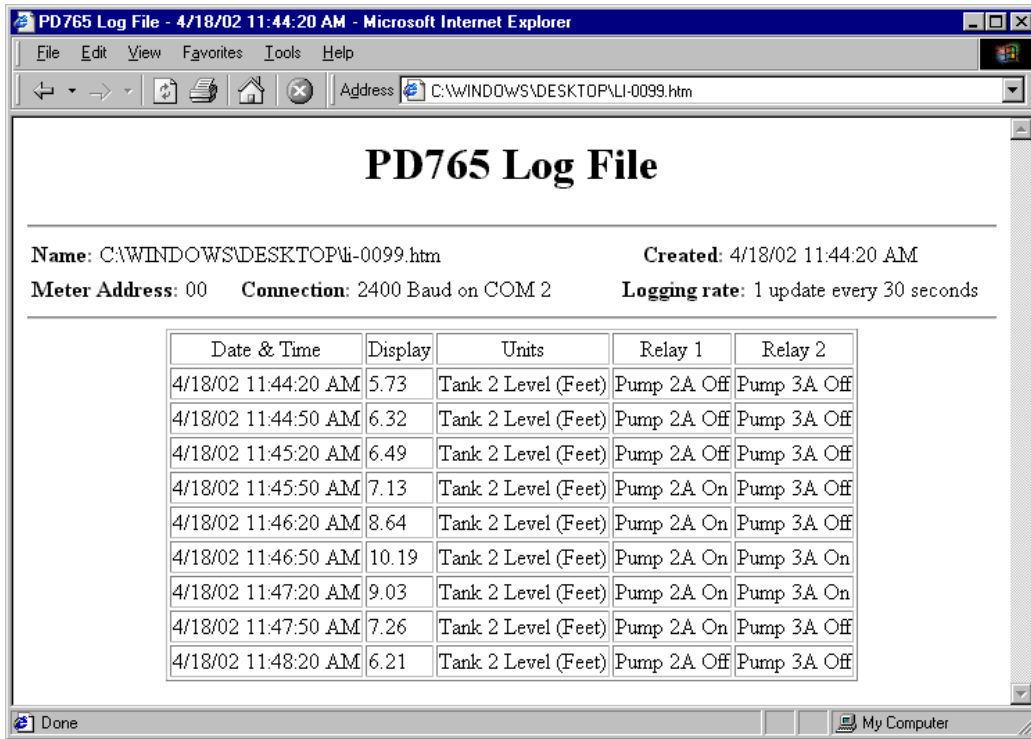 PD765 Log File - 4/18/02 11:44:20 AM - Microsoft Internet Explorer
File Edit View Favorites Tools Help
Address C:\WINDOWS\DESKTOP\LI-0099.htm
PD765 Log File
Name: C:\WINDOWS\DESKTOP\li-0099.htm Created: 4/18/02 11:44:20 AM
Meter Address: 00 Connection: 2400 Baud on COM 2 Logging rate: 1 update every 30 seconds
Date & Time Display Units Relay 1 Relay 2
4/18/02 11:44:20 AM 5.73 Tank 2 Level (Feet) Pump 2A Off Pump 3A Off
4/18/02 11:44:50 AM 6.32 Tank 2 Level (Feet) Pump 2A Off Pump 3A Off
4/18/02 11:45:20 AM 6.49 Tank 2 Level (Feet) Pump 2A Off Pump 3A Off
4/18/02 11:45:50 AM 7.13 Tank 2 Level (Feet) Pump 2A On Pump 3A Off
4/18/02 11:46:20 AM 8.64 Tank 2 Level (Feet) Pump 2A On Pump 3A Off
4/18/02 11:46:50 AM 10.19 Tank 2 Level (Feet) Pump 2A On Pump 3A On
4/18/02 11:47:20 AM 9.03 Tank 2 Level (Feet) Pump 2A On Pump 3A On
4/18/02 11:47:50 AM 7.26 Tank 2 Level (Feet) Pump 2A On Pump 3A Off
4/18/02 11:48:20 AM 6.21 Tank 2 Level (Feet) Pump 2A Off Pump 3A Off
Done My Computer